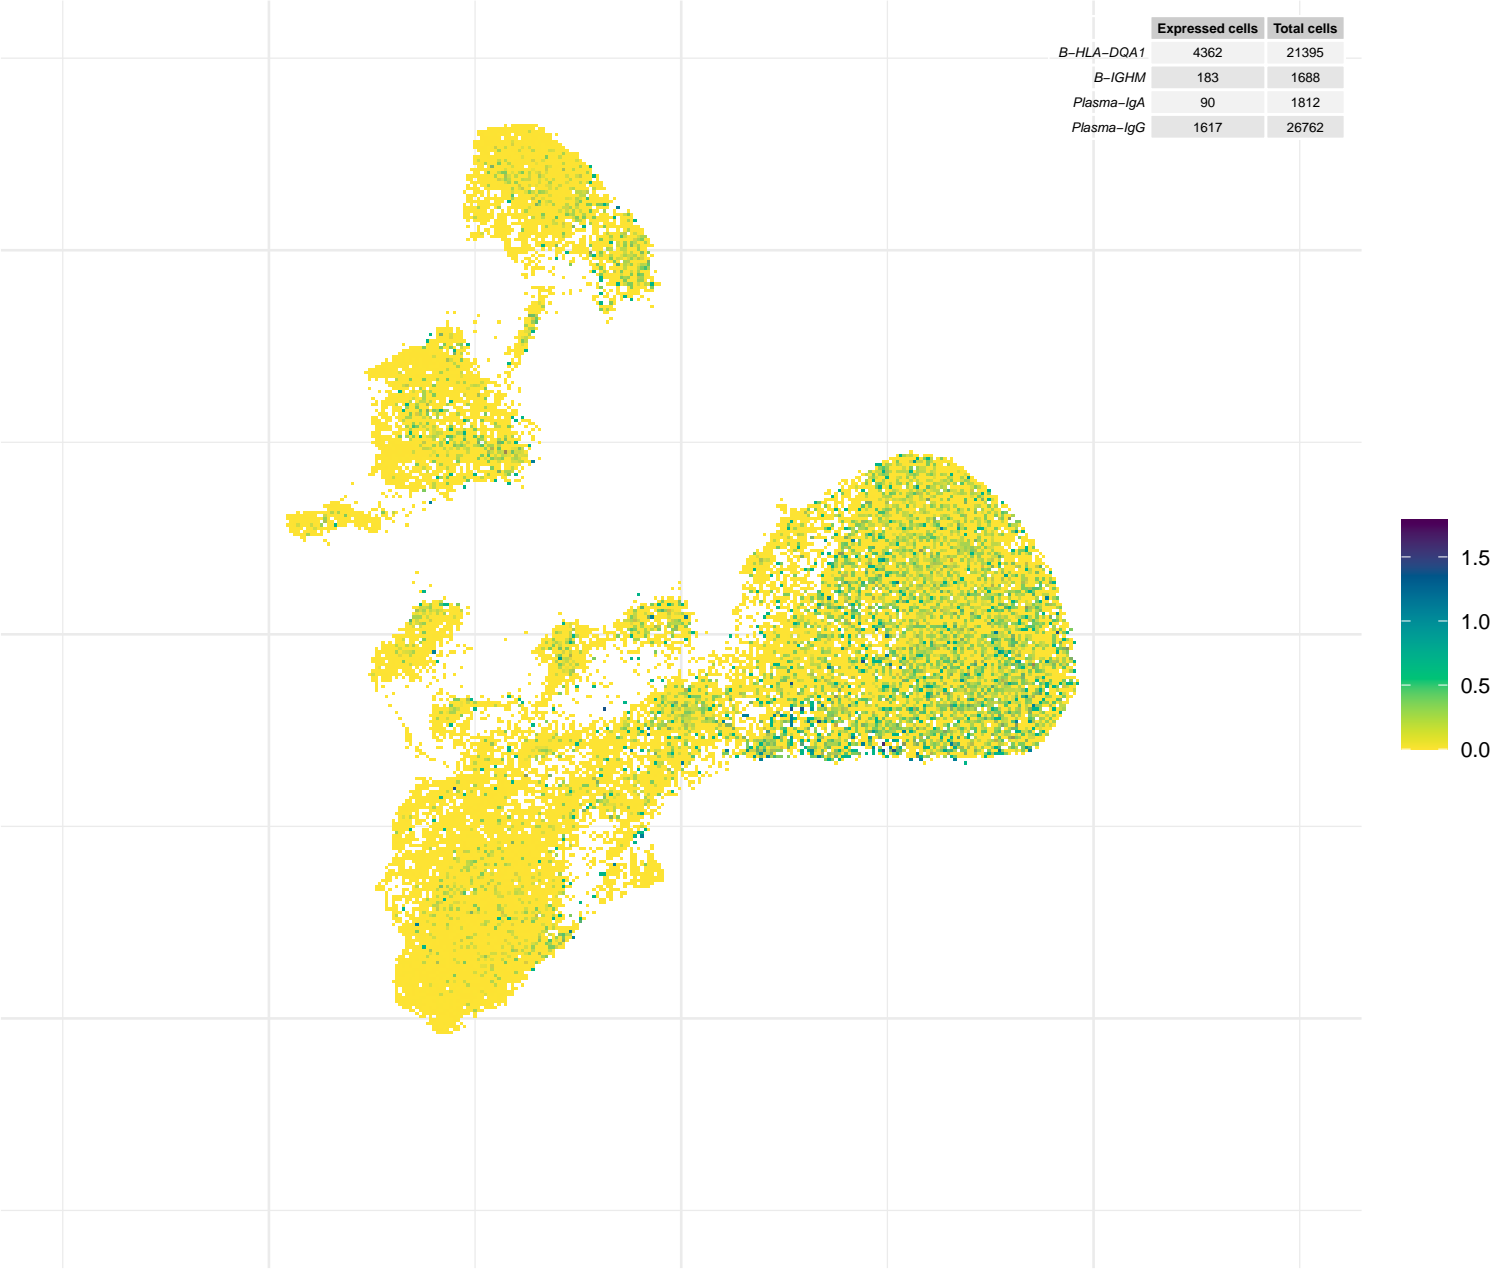 Expressed cells Total cells
B-HLA-DQA1 4362 21395
B-IGHM 183 1688
Plasma-IgA 90 1812
Plasma-IgG 1617 26762
1.5
1.0
0.5
0.0